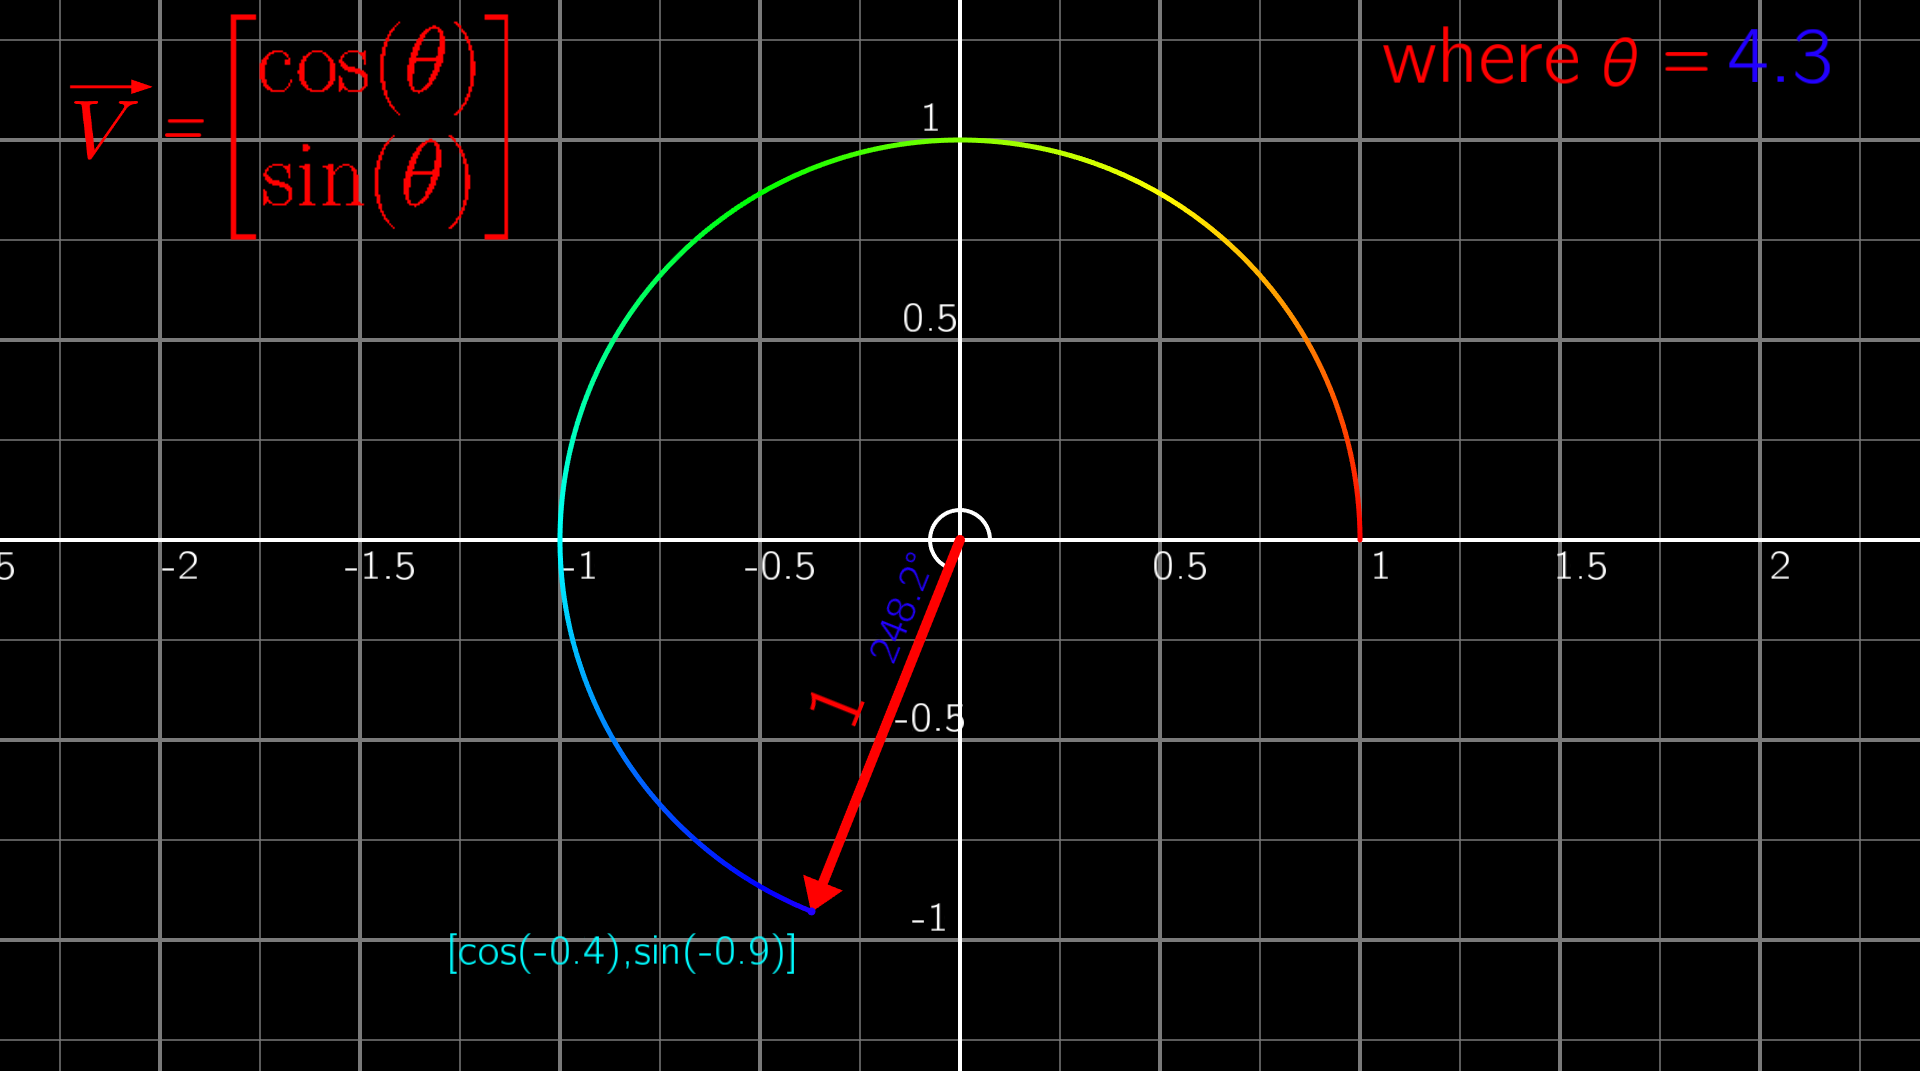 V = [cos(θ)
sin(θ)]
where θ = 4.3
1
0.5
5 -2 -1.5 -1 -0.5 0.5 1 1.5 2
248.2°
1
-0.5
-1
[cos(-0.4),sin(-0.9)]